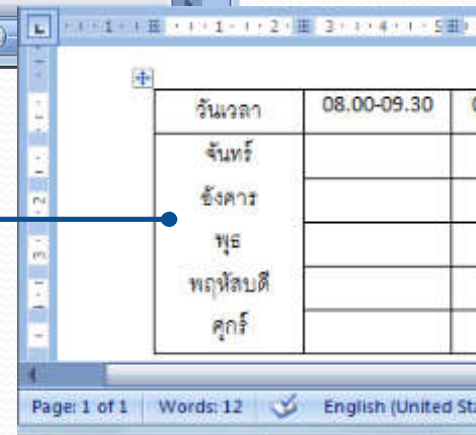 วันเวลา 08.00-09.30
จันทร์
อังคาร
พุธ
พฤหัสบดี
ศุกร์
Page: 1 of 1 Words: 12 English (United Sta